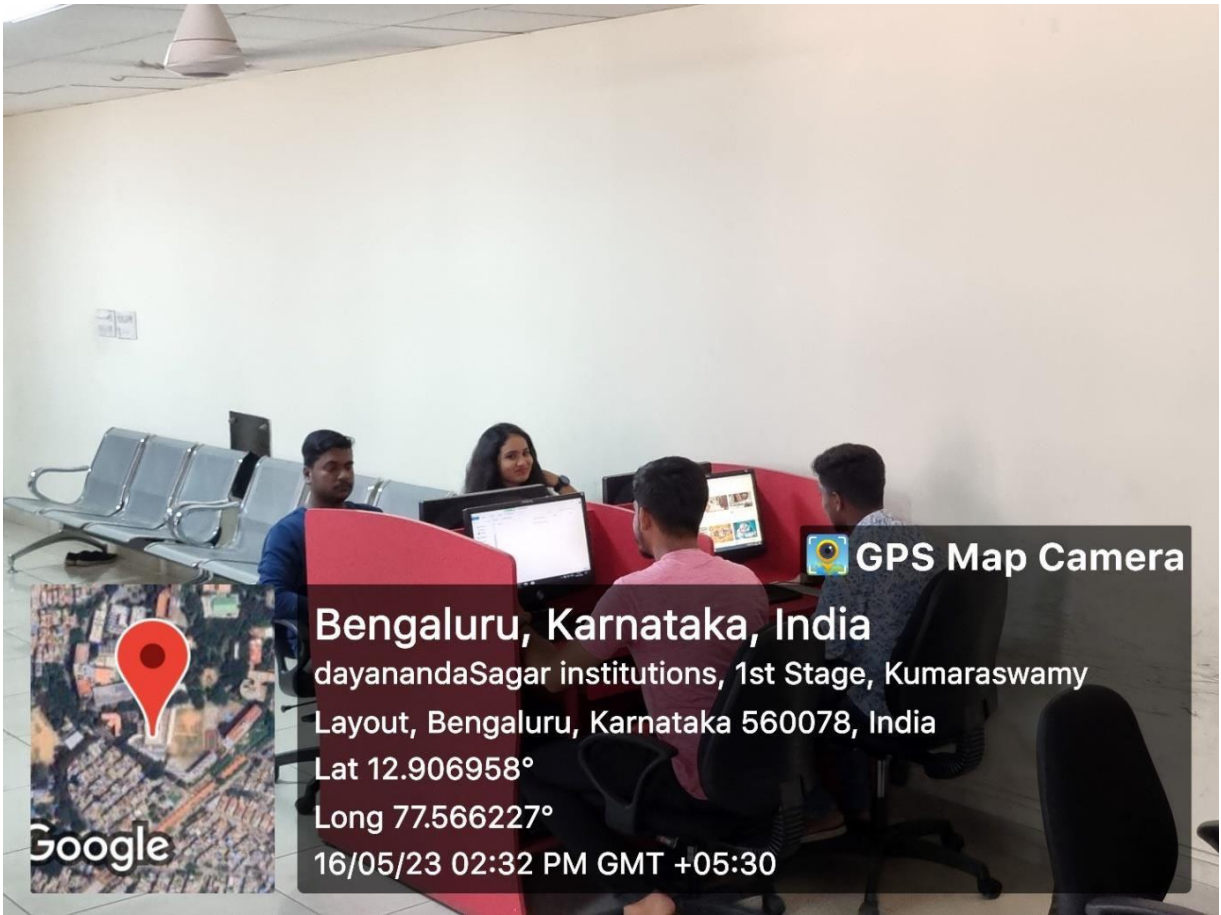 GPS Map Camera
Bengaluru, Karnataka, India
dayanandaSagar institutions, 1st Stage, Kumaraswamy
Layout, Bengaluru, Karnataka 560078, India
Lat 12.906958°
Long 77.566227°
16/05/23 02:32 PM GMT +05:30
Google